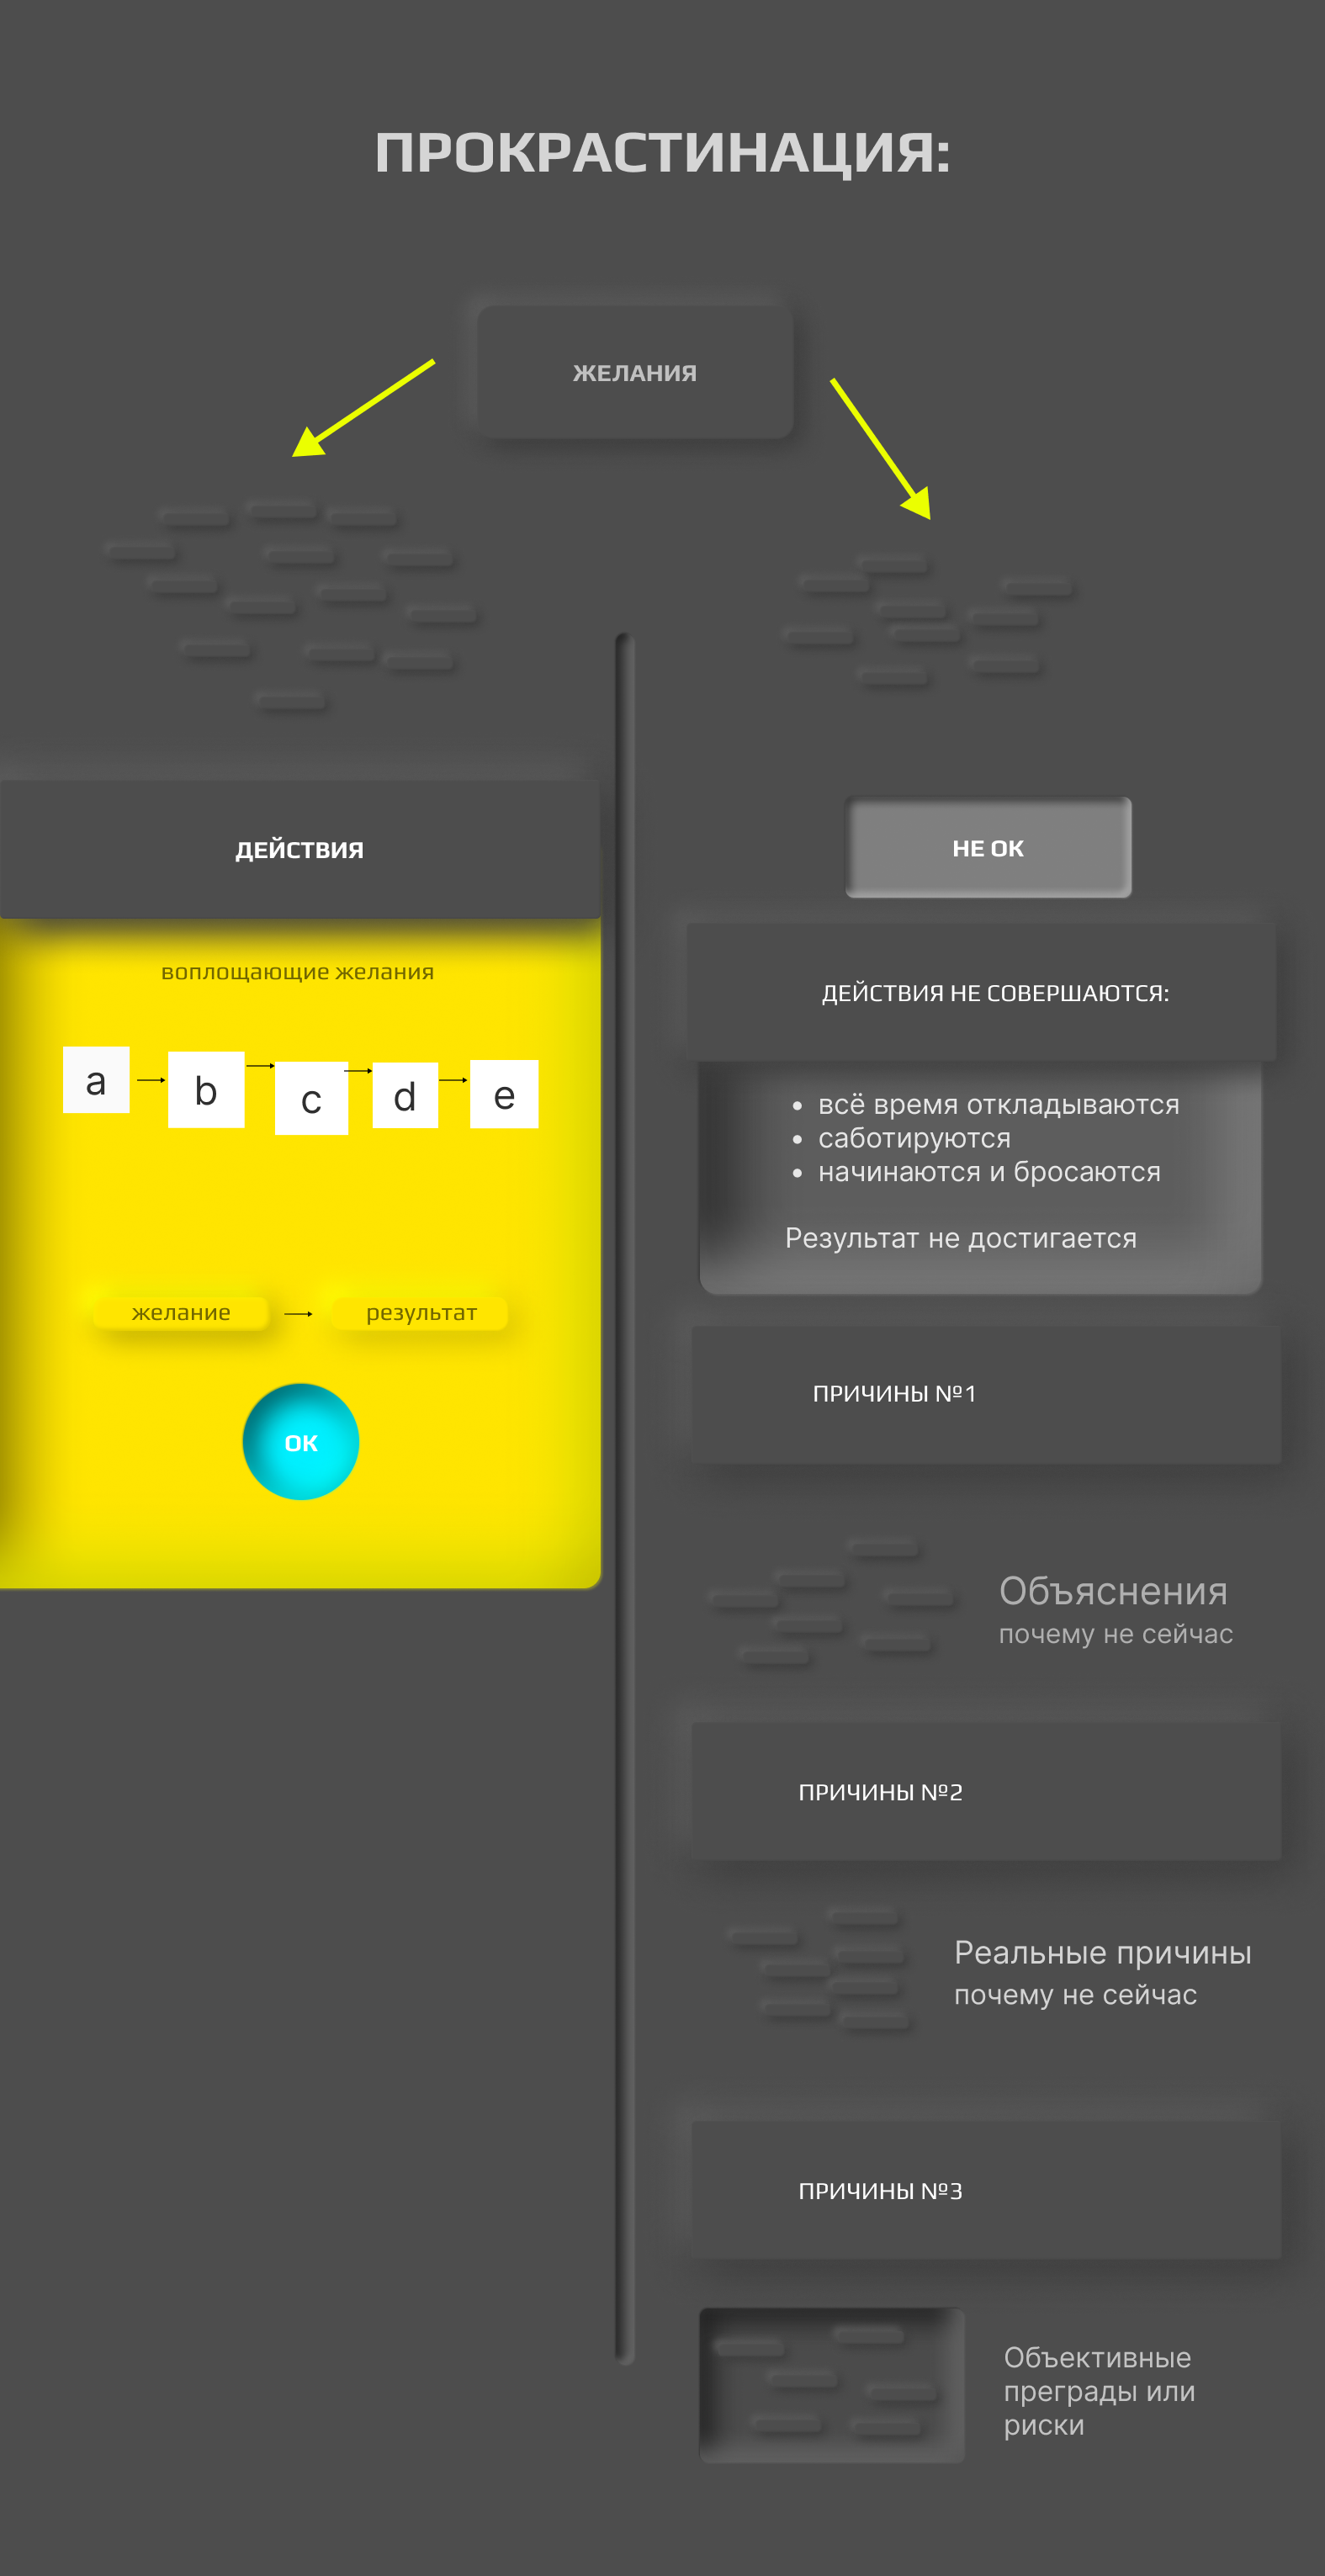 ПРОКРАСТИНАЦИЯ:
ЖЕЛАНИЯ
ДЕЙСТВИЯ
воплощающие желания
a b c d e
желание результат
ОК
НЕ ОК
ДЕЙСТВИЯ НЕ СОВЕРШАЮТСЯ:
• всё время откладываются
• саботируются
• начинаются и бросаются
Результат не достигается
ПРИЧИНЫ №1
Объяснения
почему не сейчас
ПРИЧИНЫ №2
Реальные причины
почему не сейчас
ПРИЧИНЫ №3
Объективные
преграды или
риски